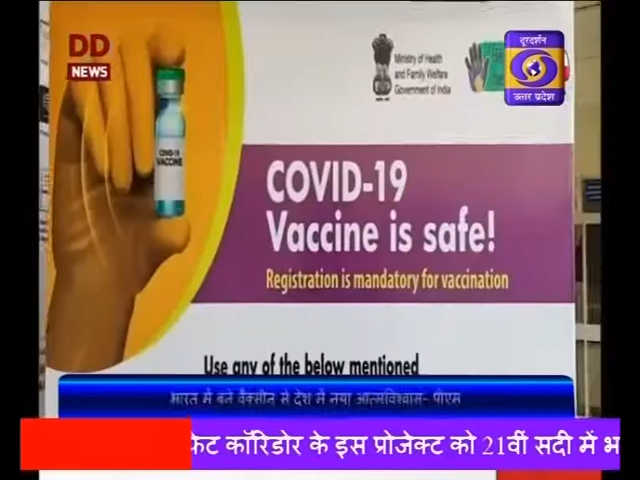 DD
NEWS
Ministry of Health
and Family Welfare
Government of India
दूरदर्शन
उत्तर प्रदेश
COVID-19
VACCINE
COVID-19
Vaccine is safe!
Registration is mandatory for vaccination
Use any of the below mentioned
भारत में बने वैक्सीन से देश में नया आत्मविश्वास- पीएम
कॉरिडोर के इस प्रोजेक्ट को 21वीं सदी में